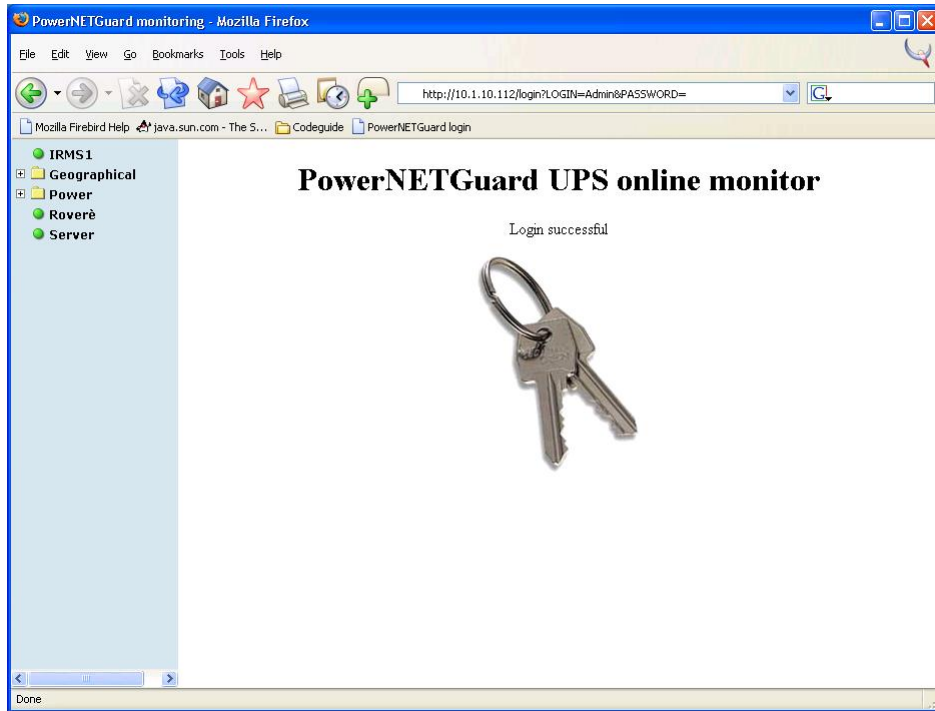 PowerNETGuard monitoring - Mozilla Firefox
File Edit View Go Bookmarks Tools Help
http://10.1.10.112/login?LOGIN=Admin&PASSWORD=
G
Mozilla Firebird Help java.sun.com - The S... Codeguide PowerNETGuard login
IRMS1
Geographical
Power
Roverè
Server
PowerNETGuard UPS online monitor
Login successful
Done